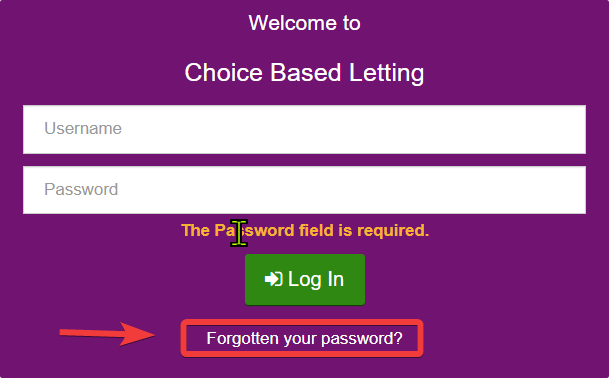 Welcome to
Choice Based Letting
Username
Password
The Password field is required.
Log In
Forgotten your password?